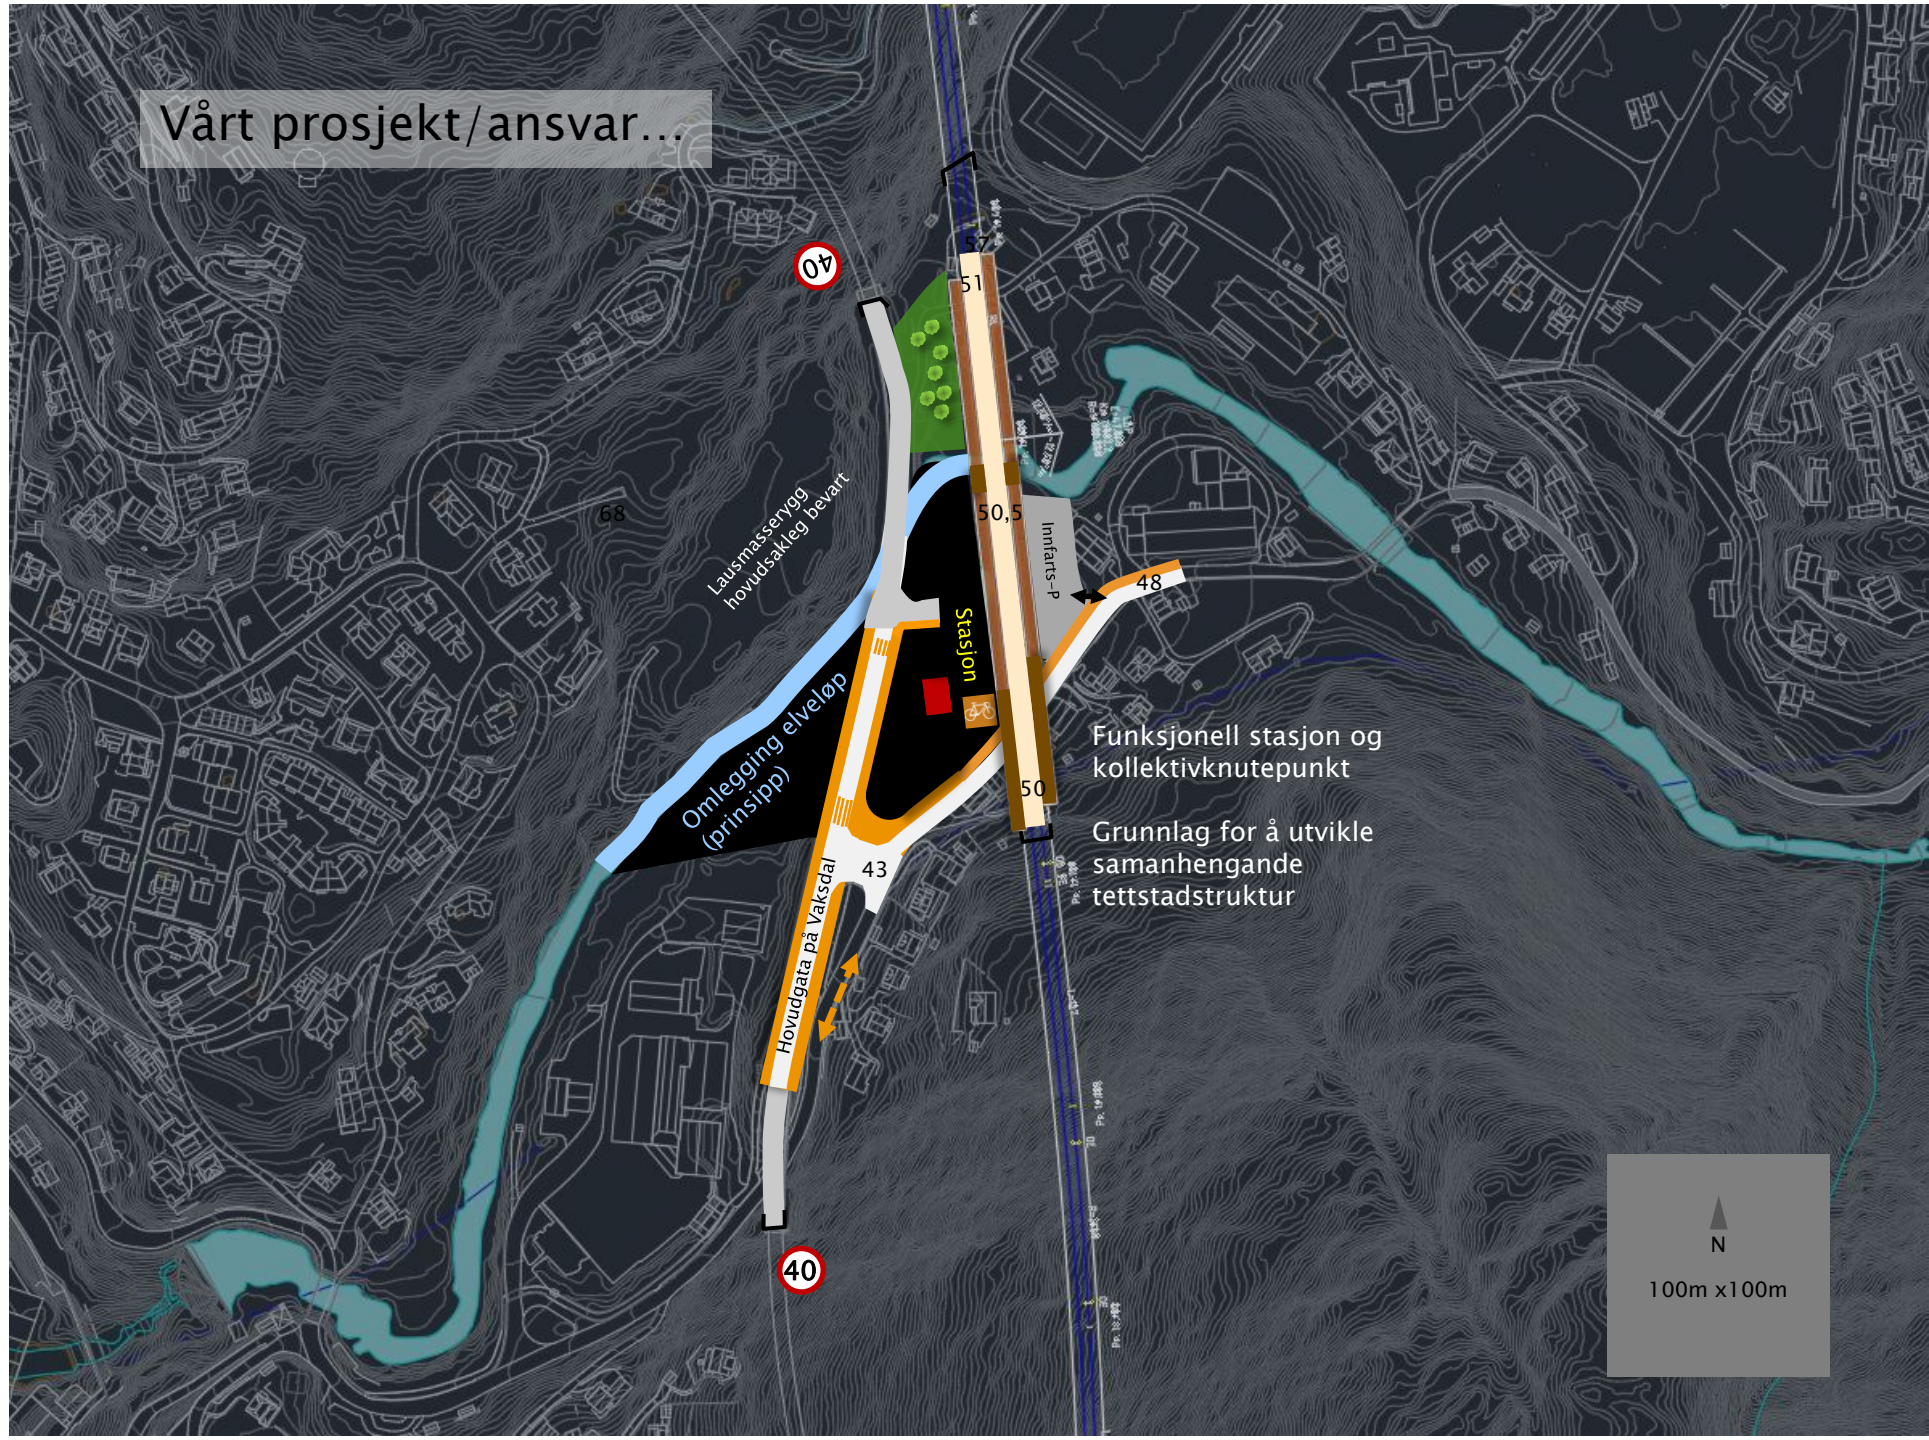 Vårt prosjekt/ansvar...
57
40
51
68
50,5
Lausmasserygg
hovudsakleg bevart
Innfarts-P
48
Stasjon
Omlegging elveløp
(prinsipp)
Funksjonell stasjon og
kollektivknutepunkt
50
Grunnlag for å utvikle
samanhengande
tettstadstruktur
43
Hovudgata på Vaksdal
40
N
100m x100m